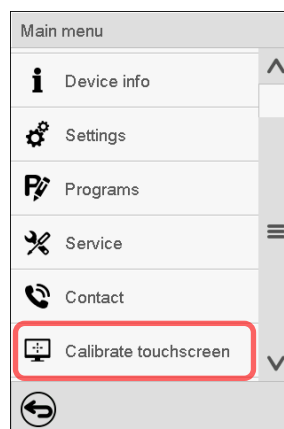 Main menu
Device info
Settings
Programs
Service
Contact
Calibrate touchscreen